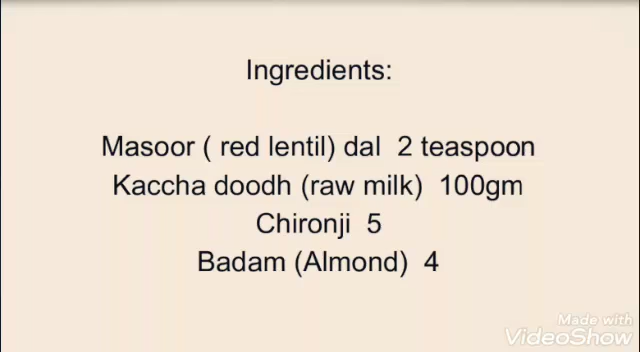 Ingredients:
Masoor ( red lentil) dal 2 teaspoon
Kaccha doodh (raw milk) 100gm
Chironji 5
Badam (Almond) 4
Made with
VideoShow